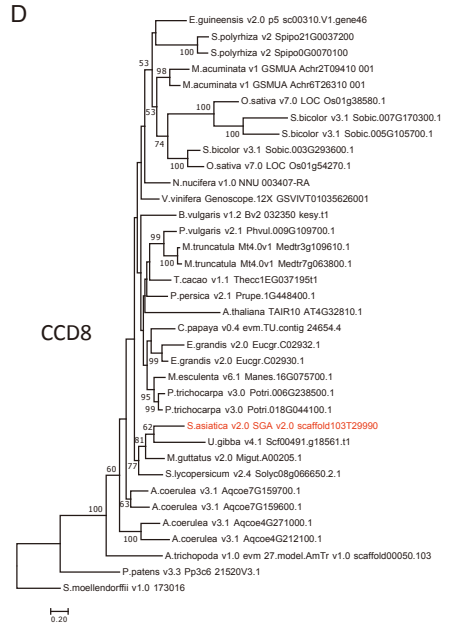 D
E.guineensis v2.0 p5 sc00310.V1.gene46
S.polyrhiza v2 Spipo21G0037200
100
S.polyrhiza v2 Spipo0G0070100
53
98
M.acuminata v1 GSMUA Achr2T09410 001
M.acuminata v1 GSMUA Achr6T26310 001
O.sativa v7.0 LOC Os01g38580.1
53
100
S.bicolor v3.1 Sobic.007G170300.1
100
S.bicolor v3.1 Sobic.005G105700.1
74
S.bicolor v3.1 Sobic.003G293600.1
100
O.sativa v7.0 LOC Os01g54270.1
N.nucifera v1.0 NNU 003407-RA
V.vinifera Genoscope.12X GSVIVT01035626001
B.vulgaris v1.2 Bv2 032350 kesy.t1
P.vulgaris v2.1 Phvul.009G109700.1
99
M.truncatula Mt4.0v1 Medtr3g109610.1
100
M.truncatula Mt4.0v1 Medtr7g063800.1
T.cacao v1.1 Thecc1EG037195t1
P.persica v2.1 Prupe.1G448400.1
A.thaliana TAIR10 AT4G32810.1
CCD8
C.papaya v0.4 evm.TU.contig 24654.4
E.grandis v2.0 Eucgr.C02932.1
99
E.grandis v2.0 Eucgr.C02930.1
M.esculenta v6.1 Manes.16G075700.1
95
P.trichocarpa v3.0 Potri.006G238500.1
99
P.trichocarpa v3.0 Potri.018G044100.1
62
S.asiatica v2.0 SGA v2.0 scaffold103T29990
81
U.gibba v4.1 Scf00491.g18561.t1
M.guttatus v2.0 Migut.A00205.1
77
60
S.lycopersicum v2.4 Solyc08g066650.2.1
A.coerulea v3.1 Aqcoe7G159700.1
63
A.coerulea v3.1 Aqcoe7G159600.1
100
A.coerulea v3.1 Aqcoe4G271000.1
100
A.coerulea v3.1 Aqcoe4G212100.1
A.trichopoda v1.0 evm 27.model.AmTr v1.0 scaffold00050.103
P.patens v3.3 Pp3c6 21520V3.1
S.moellendorffii v1.0 173016
0.20